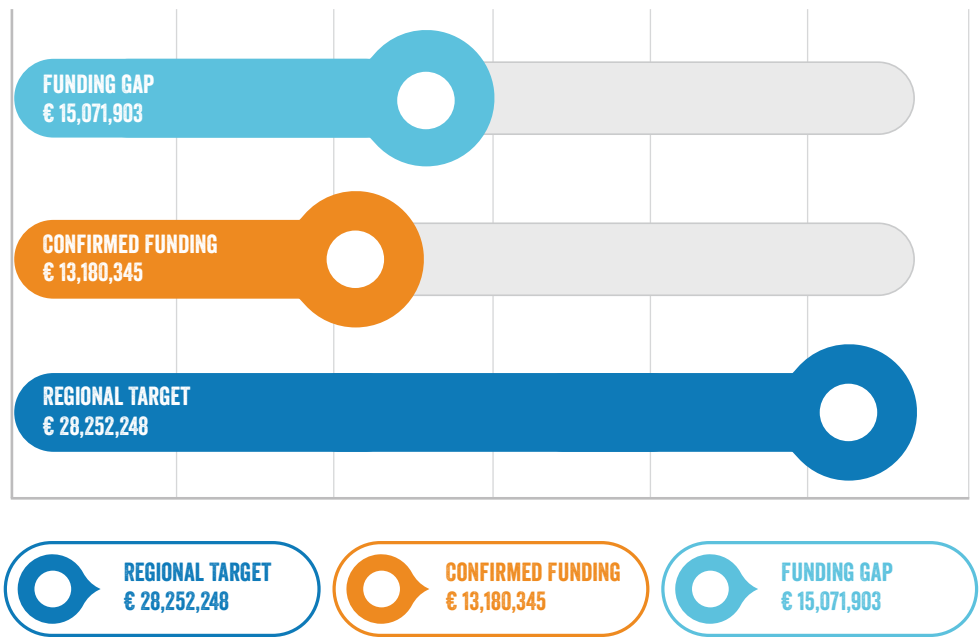 FUNDING GAP
€ 15,071,903
CONFIRMED FUNDING
€ 13,180,345
REGIONAL TARGET
€ 28,252,248
REGIONAL TARGET
€ 28,252,248
CONFIRMED FUNDING
€ 13,180,345
FUNDING GAP
€ 15,071,903